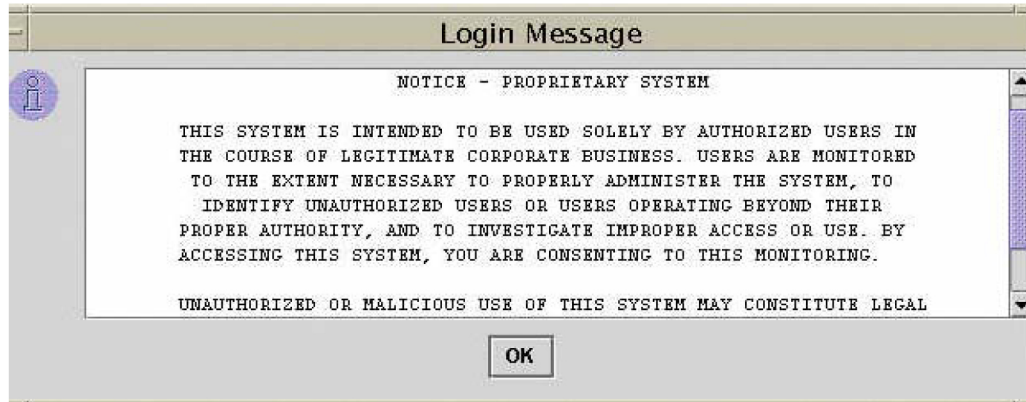 Login Message
NOTICE - PROPRIETARY SYSTEM
THIS SYSTEM IS INTENDED TO BE USED SOLELY BY AUTHORIZED USERS IN
THE COURSE OF LEGITIMATE CORPORATE BUSINESS. USERS ARE MONITORED
TO THE EXTENT NECESSARY TO PROPERLY ADMINISTER THE SYSTEM, TO
IDENTIFY UNAUTHORIZED USERS OR USERS OPERATING BEYOND THEIR
PROPER AUTHORITY, AND TO INVESTIGATE IMPROPER ACCESS OR USE. BY
ACCESSING THIS SYSTEM, YOU ARE CONSENTING TO THIS MONITORING.
UNAUTHORIZED OR MALICIOUS USE OF THIS SYSTEM MAY CONSTITUTE LEGAL
OK